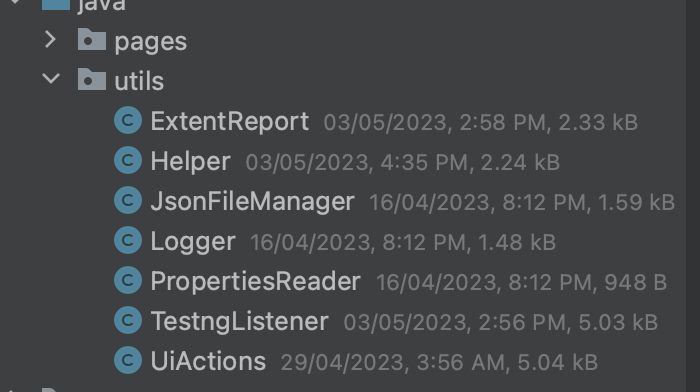 java
pages
utils
ExtentReport 03/05/2023, 2:58 PM, 2.33 kB
Helper 03/05/2023, 4:35 PM, 2.24 kB
JsonFileManager 16/04/2023, 8:12 PM, 1.59 kB
Logger 16/04/2023, 8:12 PM, 1.48 kB
PropertiesReader 16/04/2023, 8:12 PM, 948 B
TestngListener 03/05/2023, 2:56 PM, 5.03 kB
UiActions 29/04/2023, 3:56 AM, 5.04 kB